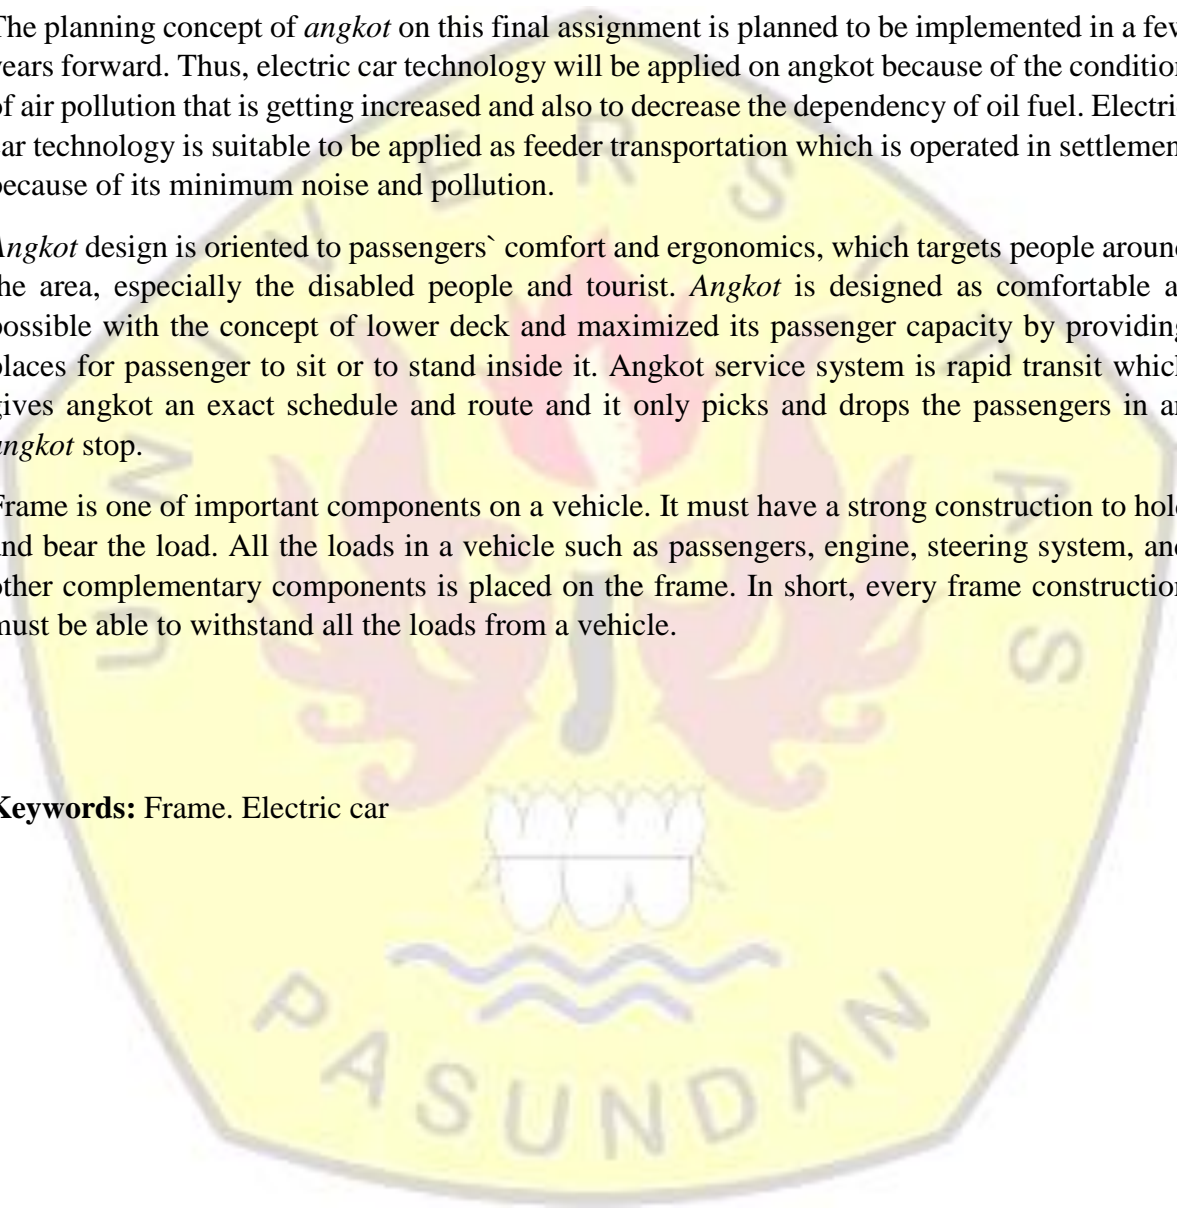 The planning concept of angkot on this final assignment is planned to be implemented in a few
years forward. Thus, electric car technology will be applied on angkot because of the condition
of air pollution that is getting increased and also to decrease the dependency of oil fuel. Electri
car technology is suitable to be applied as feeder transportation which is operated in settlemen
because of its minimum noise and pollution.
Angkot design is oriented to passengers` comfort and ergonomics, which targets people around
the area, especially the disabled people and tourist. Angkot is designed as comfortable a
possible with the concept of lower deck and maximized its passenger capacity by providing
places for passenger to sit or to stand inside it. Angkot service system is rapid transit which
gives angkot an exact schedule and route and it only picks and drops the passengers in an
angkot stop.
Frame is one of important components on a vehicle. It must have a strong construction to hold
and bear the load. All the loads in a vehicle such as passengers, engine, steering system, and
other complementary components is placed on the frame. In short, every frame construction
must be able to withstand all the loads from a vehicle.
Keywords: Frame. Electric car
UNIVERSITAS
PASUNDAN